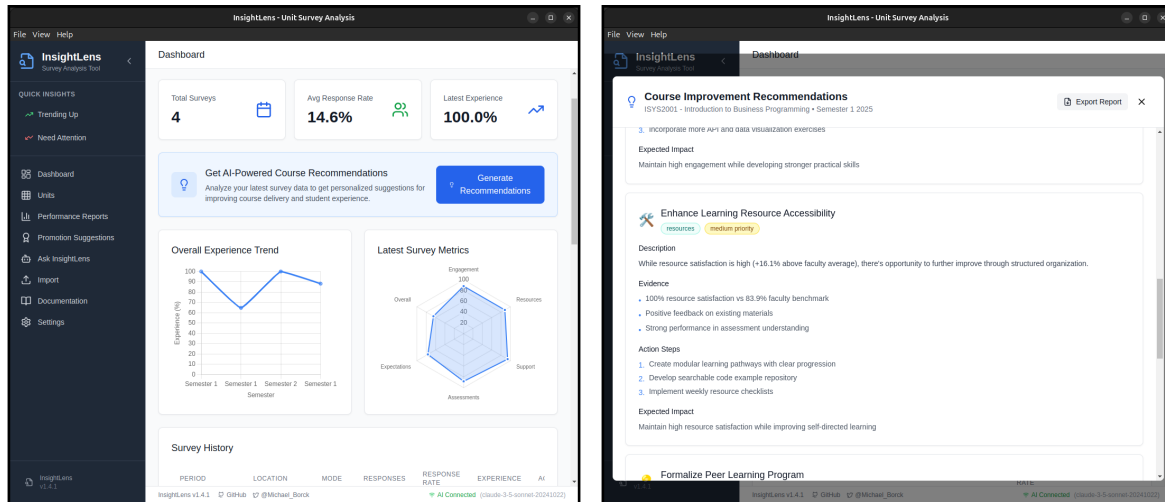 InsightLens - Unit Survey Analysis
File View Help
InsightLens
Survey Analysis Tool
QUICK INSIGHTS
Trending Up
Need Attention
Dashboard
Units
Performance Reports
Promotion Suggestions
Ask InsightLens
Import
Documentation
Settings
InsightLens
v1.4.1
Dashboard
Total Surveys
4
Avg Response Rate
14.6%
Latest Experience
100.0%
Get AI-Powered Course Recommendations
Analyze your latest survey data to get personalized suggestions for
improving course delivery and student experience.
Generate
Recommendations
Overall Experience Trend
100
90
80
70
60
50
40
30
20
10
0
Experience (%)
Semester 1 Semester 1 Semester 2 Semester 1
Semester
Latest Survey Metrics
Engagement
100
80
60
40
20
Overall
Resources
Expectations
Support
Assessments
Survey History
PERIOD LOCATION MODE RESPONSES RESPONSE RATE EXPERIENCE
InsightLens v1.4.1 GitHub @Michael_Borck AI Connected (claude-3-5-sonnet-20241022)
InsightLens - Unit Survey Analysis
File View Help
InsightLens
Survey Analysis Tool
Dashboard
Course Improvement Recommendations
ISYS2001 - Introduction to Business Programming • Semester 1 2025
Export Report
3. Incorporate more API and data visualization exercises
Expected Impact
Maintain high engagement while developing stronger practical skills
Enhance Learning Resource Accessibility
resources medium priority
Description
While resource satisfaction is high (+16.1% above faculty average), there's opportunity to further improve through structured organization.
Evidence
• 100% resource satisfaction vs 83.9% faculty benchmark
• Positive feedback on existing materials
• Strong performance in assessment understanding
Action Steps
1. Create modular learning pathways with clear progression
2. Develop searchable code example repository
3. Implement weekly resource checklists
Expected Impact
Maintain high resource satisfaction while improving self-directed learning
Formalize Peer Learning Program
RATE
InsightLens v1.4.1 GitHub @Michael_Borck AI Connected (claude-3-5-sonnet-20241022)